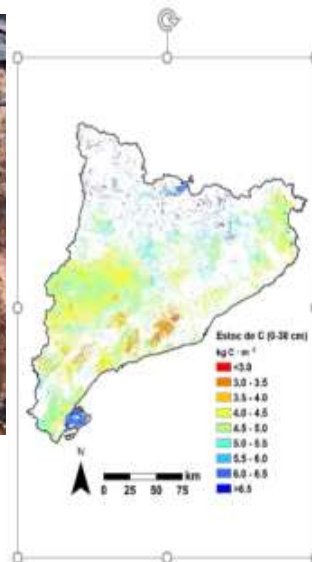 Estoc de C (0-30 cm)
kg C · m⁻²
<3.0
3.0 - 3.5
3.5 - 4.0
4.0 - 4.5
4.5 - 5.0
5.0 - 5.5
5.5 - 6.0
6.0 - 6.5
>6.5
N
km
0 25 50 75